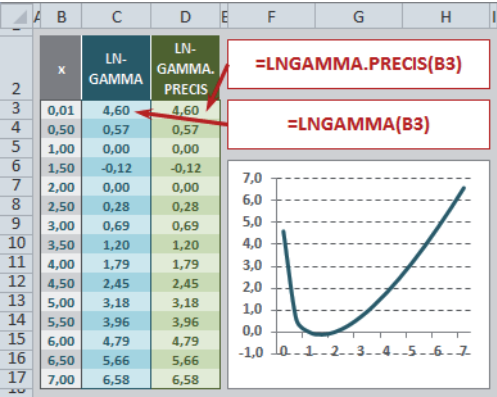 A B C D E F G H I
2 x LN-GAMMA LN-GAMMA.PRECIS
3 0,01 4,60 4,60
4 0,50 0,57 0,57
5 1,00 0,00 0,00
6 1,50 -0,12 -0,12
7 2,00 0,00 0,00
8 2,50 0,28 0,28
9 3,00 0,69 0,69
10 3,50 1,20 1,20
11 4,00 1,79 1,79
12 4,50 2,45 2,45
13 5,00 3,18 3,18
14 5,50 3,96 3,96
15 6,00 4,79 4,79
16 6,50 5,66 5,66
17 7,00 6,58 6,58
=LNGAMMA.PRECIS(B3)
=LNGAMMA(B3)
7,0
6,0
5,0
4,0
3,0
2,0
1,0
0,0
-1,0 0 1 2 3 4 5 6 7